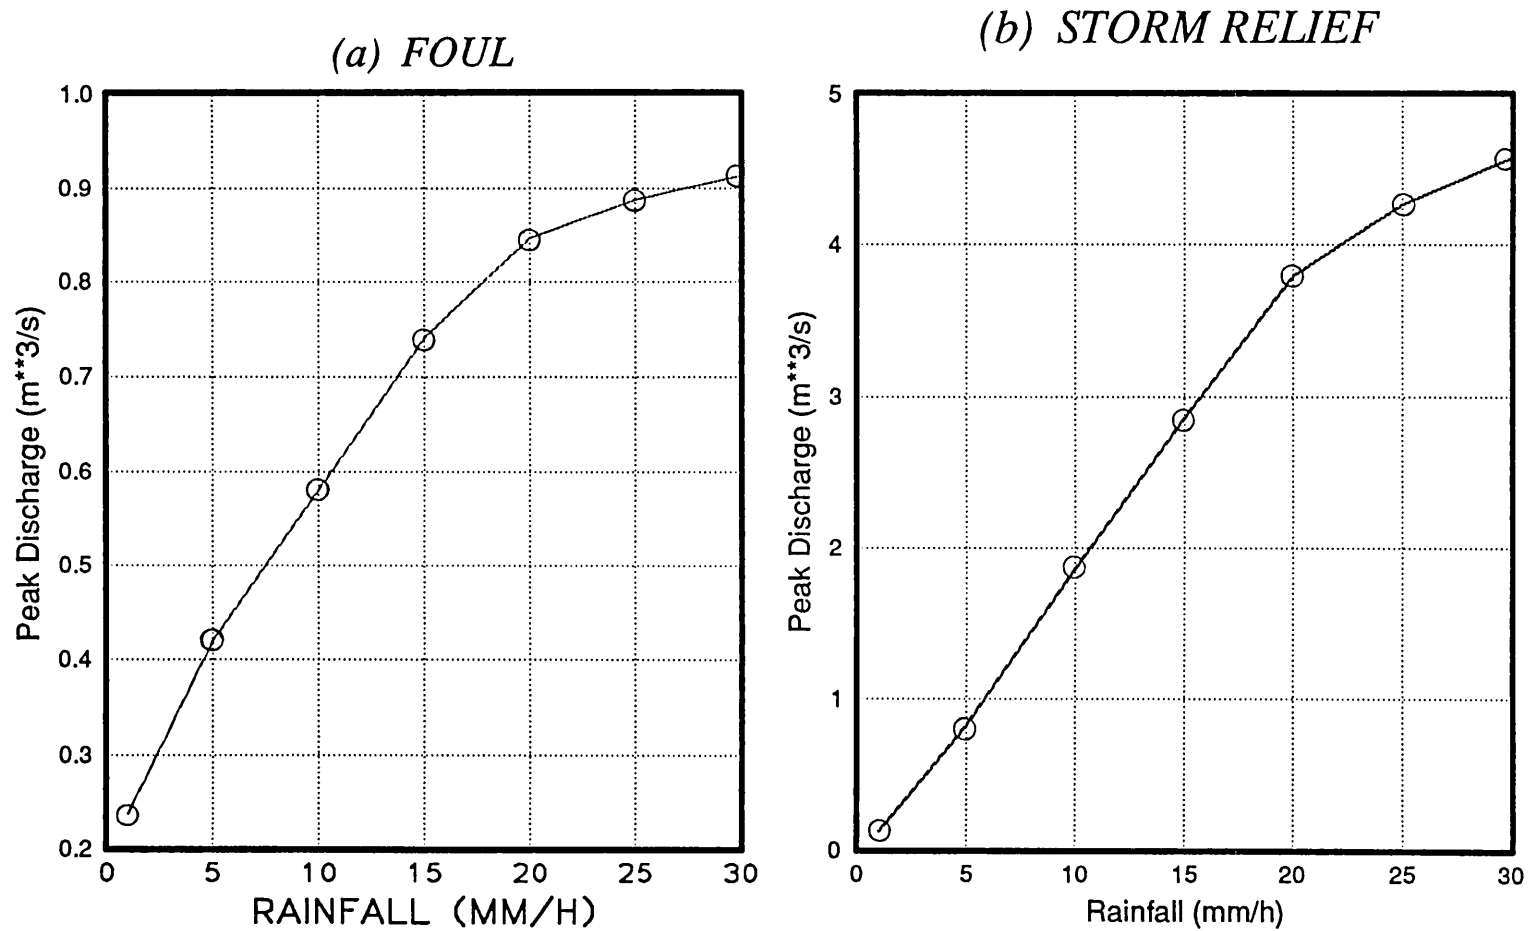 (a) FOUL
1.0
0.9
0.8
0.7
0.6
0.5
0.4
0.3
0.2
Peak Discharge (m**3/s)
0 5 10 15 20 25 30
RAINFALL (MM/H)
(b) STORM RELIEF
5
4
3
2
1
0
Peak Discharge (m**3/s)
0 5 10 15 20 25 30
Rainfall (mm/h)